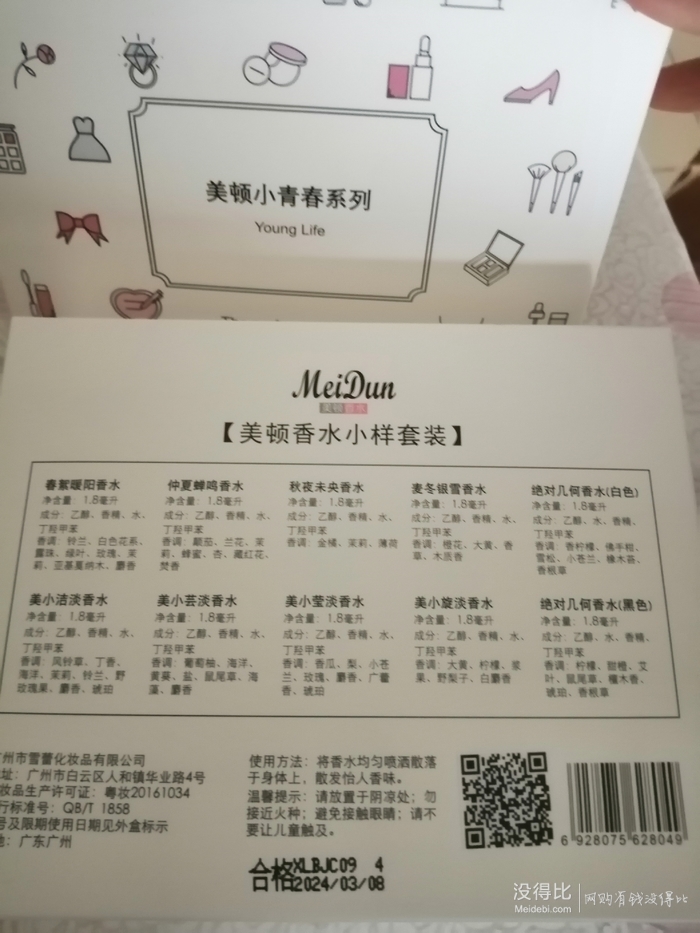 美顿小青春系列
Young Life
MeiDun
美顿香水
【美顿香水小样套装】
春絮暖阳香水
净含量：1.8毫升
成分：乙醇、香精、水、
丁羟甲苯
香调：铃兰、白色花系、
露珠、绿叶、玫瑰、茉
莉、亚基夏纳木、麝香
仲夏蝉鸣香水
净含量：1.8毫升
成分：乙醇、香精、水、
丁羟甲苯
香调：颠茄、兰花、茉
莉、蜂蜜、杏、藏红花、
焚香
秋夜未央香水
净含量：1.8毫升
成分：乙醇、香精、水、
丁羟甲苯
香调：金橘、茉莉、薄荷
麦冬银雪香水
净含量：1.8毫升
成分：乙醇、香精、水、
丁羟甲苯
香调：橙花、大黄、香
草、木质香
绝对几何香水(白色)
净含量：1.8毫升
成分：乙醇、水、香精、
丁羟甲苯
香调：香柠檬、佛手柑、
雪松、小苍兰、橡木苔、
香根草
美小洁淡香水
净含量：1.8毫升
成分：乙醇、香精、水、
丁羟甲苯
香调：风铃草、丁香、
海洋、茉莉、铃兰、野
玫瑰果、麝香、琥珀
美小芸淡香水
净含量：1.8毫升
成分：乙醇、香精、水、
丁羟甲苯
香调：葡萄柚、海洋、
黄葵、盐、鼠尾草、海
藻、麝香
美小莹淡香水
净含量：1.8毫升
成分：乙醇、香精、水、
丁羟甲苯
香调：香瓜、梨、小苍
兰、玫瑰、麝香、广藿
香、琥珀
美小旋淡香水
净含量：1.8毫升
成分：乙醇、香精、水、
丁羟甲苯
香调：大黄、柠檬、浆
果、野梨子、白麝香
绝对几何香水(黑色)
净含量：1.8毫升
成分：乙醇、水、香精、
丁羟甲苯
香调：柠檬、甜橙、艾
叶、鼠尾草、檀木香、
琥珀、香根草
州市雪蕾化妆品有限公司
址：广州市白云区人和镇华业路4号
妆品生产许可证：粤妆20161034
行标准号：QB/T 1858
号及限期使用日期见外盒标示
地：广东广州
使用方法：将香水均匀喷洒散落
于身体上，散发怡人香味。
温馨提示：请放置于阴凉处；勿
接近火种；避免接触眼睛；请不
要让儿童触及。
6 928075 628049
合格XLBJC09 4
2024/03/08
没得比
Meidebi.com
网购有钱没得比